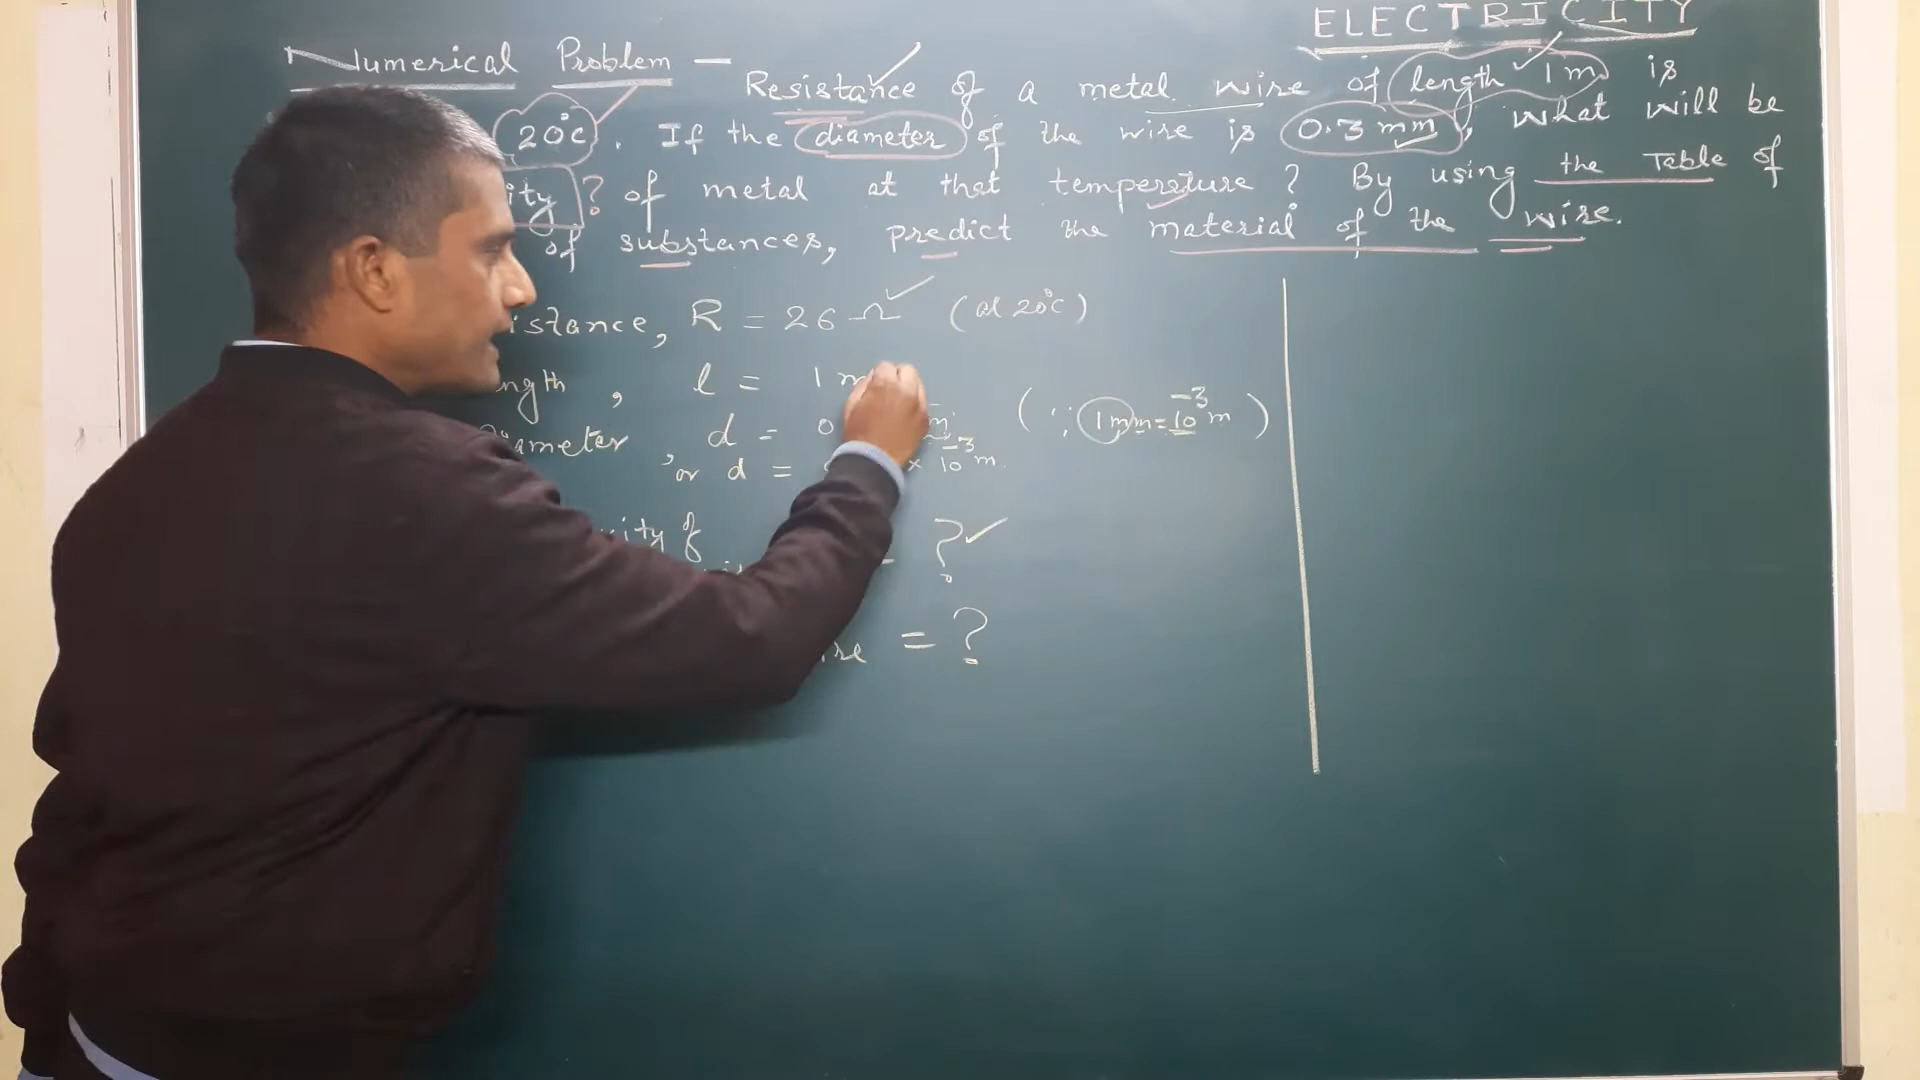 ELECTRICITY
Numerical Problem — Resistance of a metal wire of length 1 m is
20°C. If the diameter of the wire is 0.3 mm, what will be
ity ? of metal at that temperature ? By using the Table of
of substances, predict the material of the wire.
istance, R = 26 Ω (at 20°C)
ngth, l = 1 m
ameter, d = 0 m (∵ 1mm = 10⁻³ m)
or d = × 10⁻³ m.
ity of = ?
ire = ?